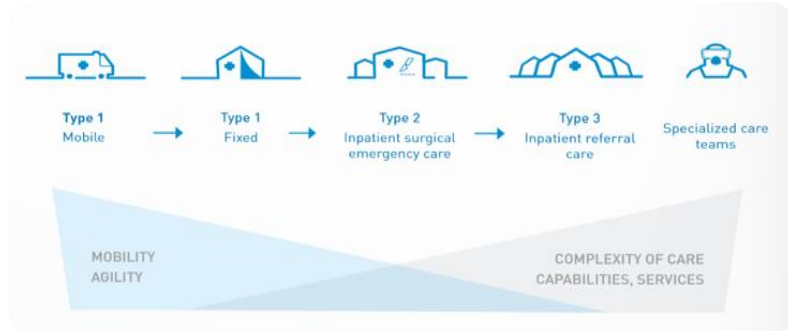 Type 1
Mobile
Type 1
Fixed
Type 2
Inpatient surgical
emergency care
Type 3
Inpatient referral
care
Specialized care
teams
MOBILITY
AGILITY
COMPLEXITY OF CARE
CAPABILITIES, SERVICES